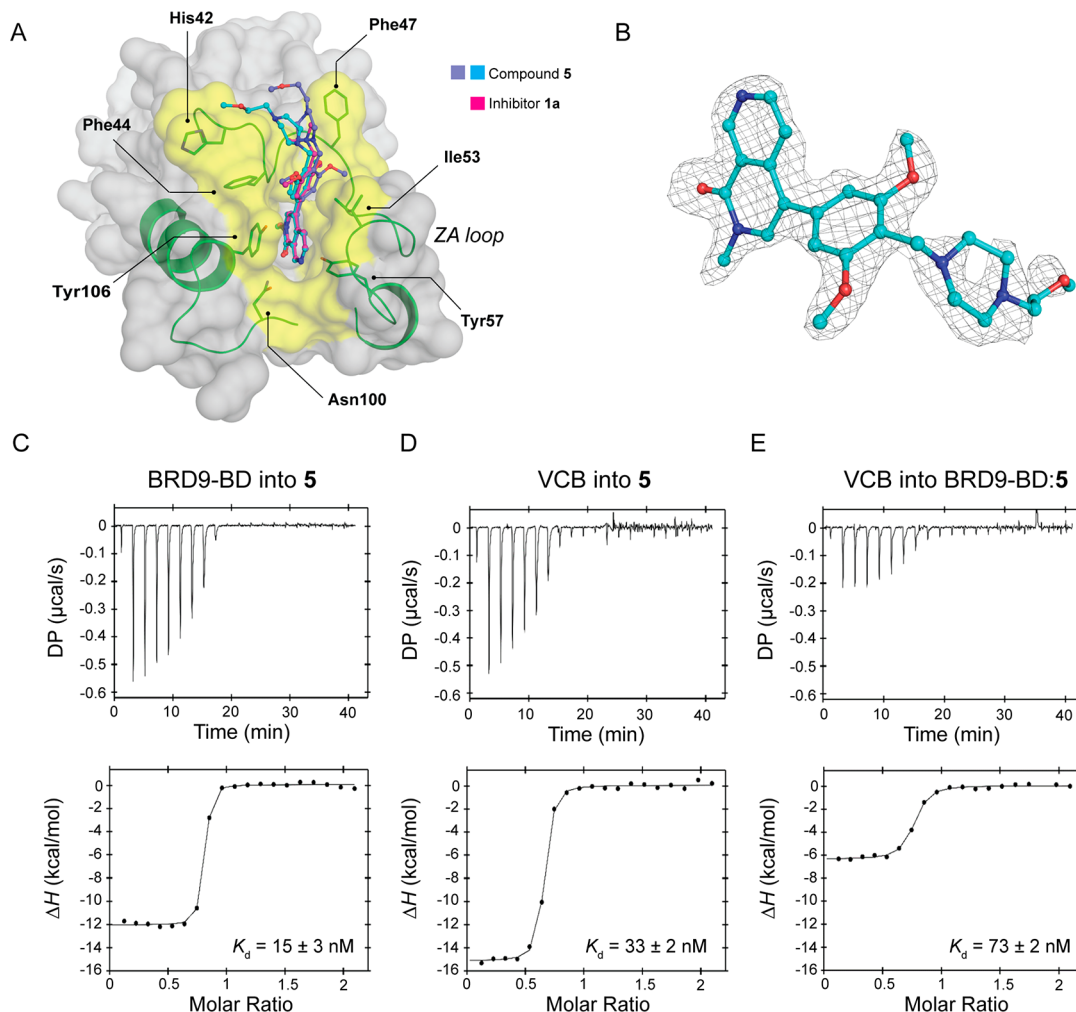 A
His42
Phe47
Compound 5
Inhibitor 1a
Phe44
Ile53
ZA loop
Tyr106
Tyr57
Asn100
B
C
BRD9-BD into 5
0
-0.1
-0.2
-0.3
-0.4
-0.5
-0.6
DP (µcal/s)
0 10 20 30 40
Time (min)
0
-2
-4
-6
-8
-10
-12
-14
-16
ΔH (kcal/mol)
Kd = 15 ± 3 nM
0 0.5 1 1.5 2
Molar Ratio
D
VCB into 5
0
-0.1
-0.2
-0.3
-0.4
-0.5
-0.6
DP (µcal/s)
0 10 20 30 40
Time (min)
0
-2
-4
-6
-8
-10
-12
-14
-16
ΔH (kcal/mol)
Kd = 33 ± 2 nM
0 0.5 1 1.5 2
Molar Ratio
E
VCB into BRD9-BD:5
0
-0.1
-0.2
-0.3
-0.4
-0.5
-0.6
DP (µcal/s)
0 10 20 30 40
Time (min)
0
-2
-4
-6
-8
-10
-12
-14
-16
ΔH (kcal/mol)
Kd = 73 ± 2 nM
0 0.5 1 1.5 2
Molar Ratio